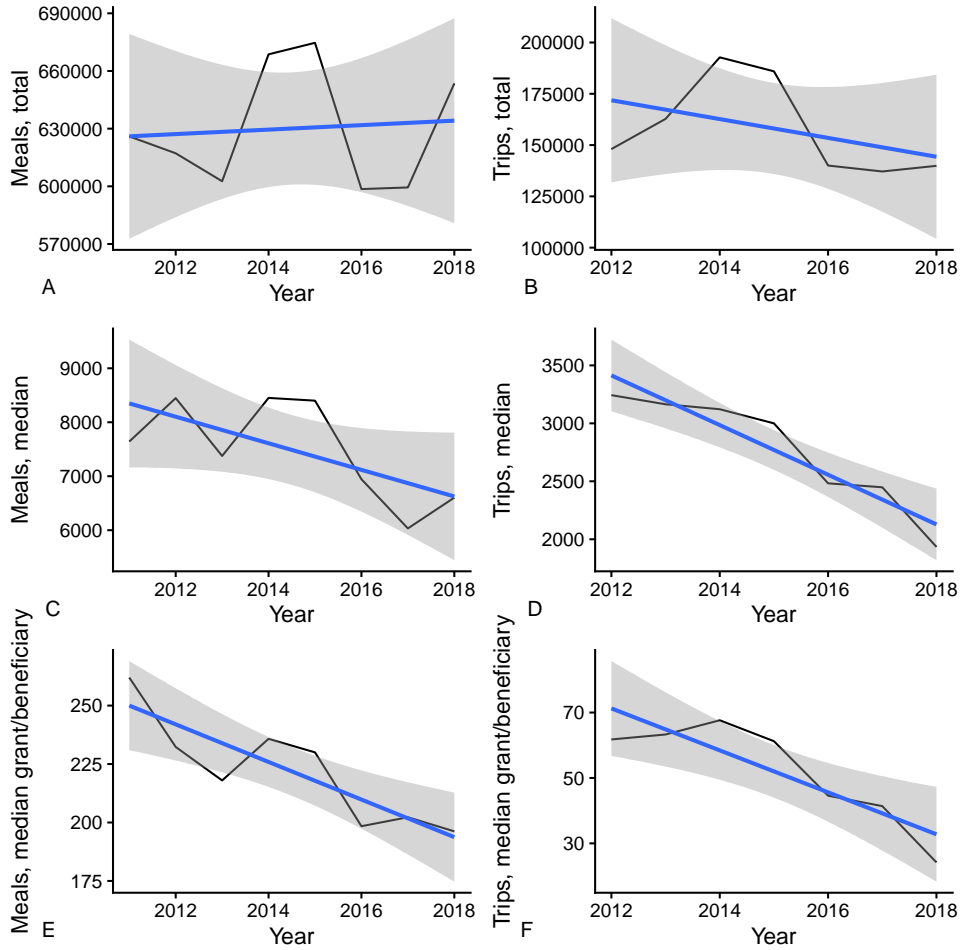 Meals, total
690000
660000
630000
600000
570000
2012 2014 2016 2018
Year
A
Trips, total
200000
175000
150000
125000
100000
2012 2014 2016 2018
Year
B
Meals, median
9000
8000
7000
6000
2012 2014 2016 2018
Year
C
Trips, median
3500
3000
2500
2000
2012 2014 2016 2018
Year
D
Meals, median grant/beneficiary
250
225
200
175
2012 2014 2016 2018
Year
E
Trips, median grant/beneficiary
70
50
30
2012 2014 2016 2018
Year
F